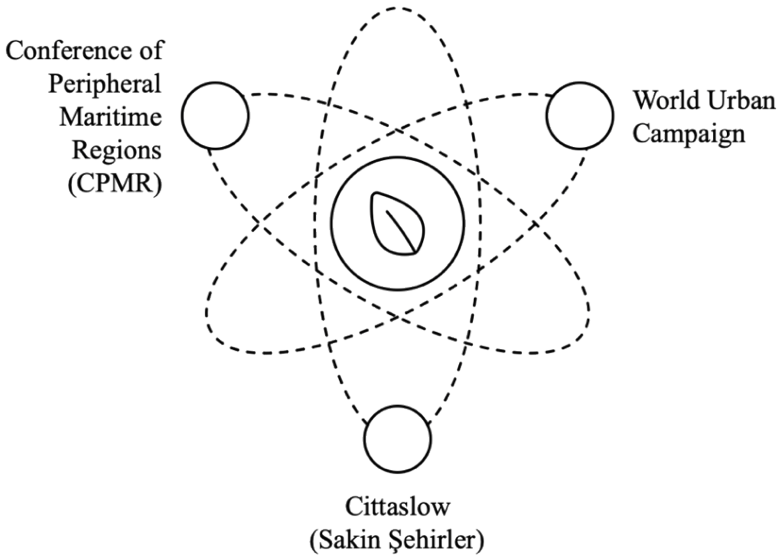 Conference of
Peripheral
Maritime
Regions
(CPMR)
World Urban
Campaign
Cittaslow
(Sakin Şehirler)